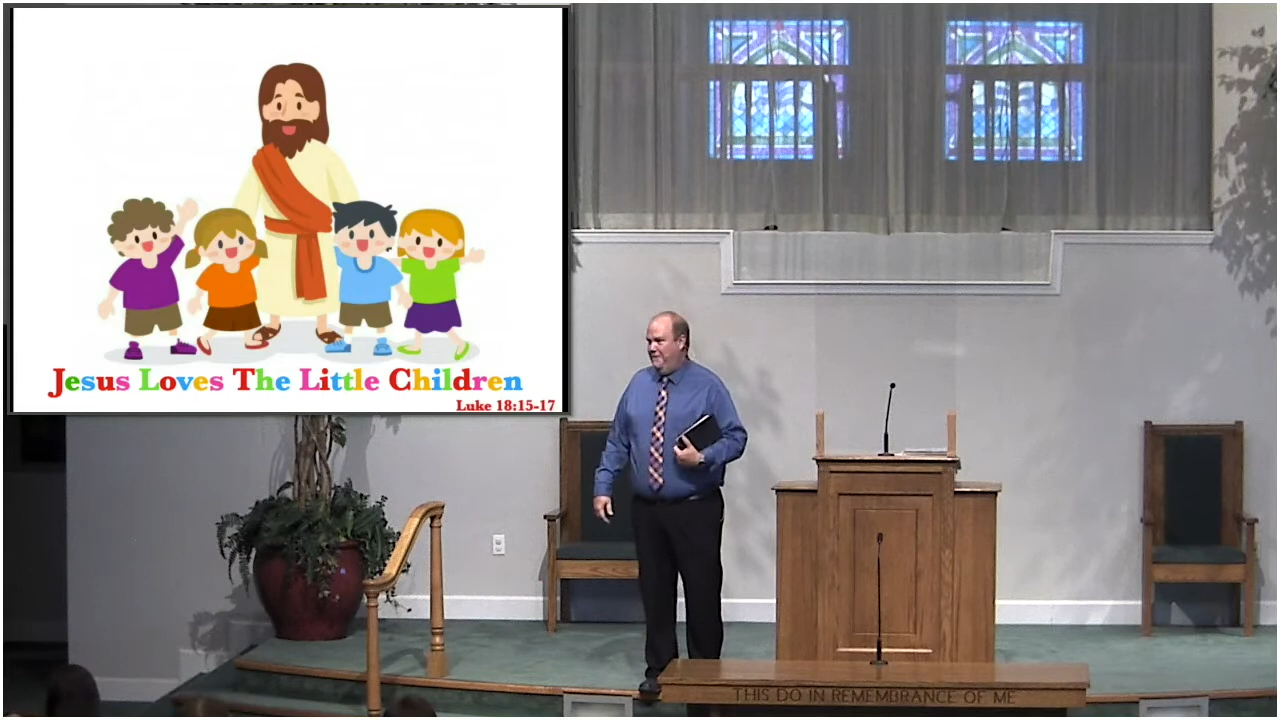 Jesus Loves The Little Children
Luke 18:15-17
THIS DO IN REMEMBRANCE OF ME